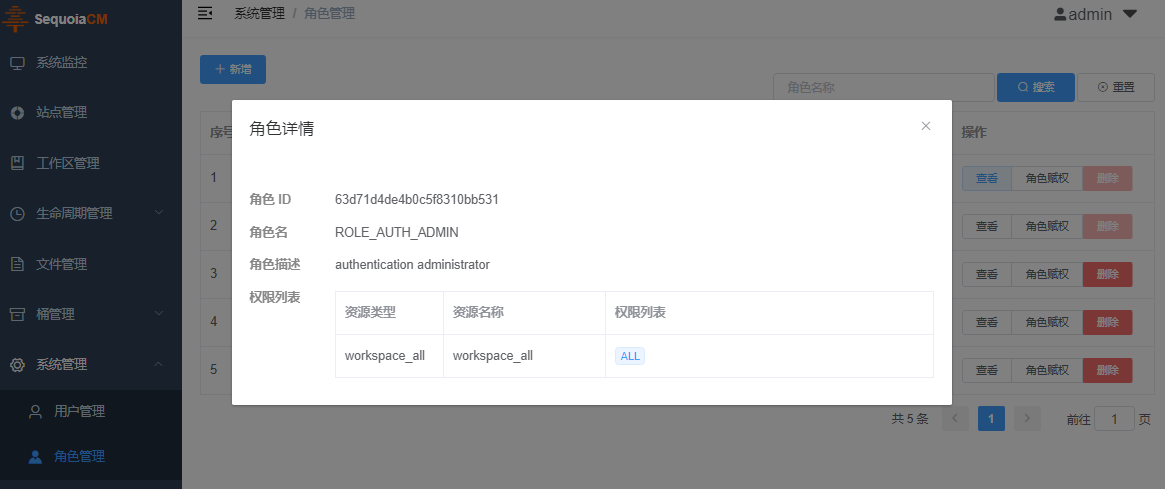 SequoiaCM
系统管理 / 角色管理
admin
系统监控
站点管理
工作区管理
生命周期管理
文件管理
桶管理
系统管理
用户管理
角色管理
新增
角色名称
搜索
重置
序号
操作
1
查看 角色赋权 删除
2
查看 角色赋权 删除
3
查看 角色赋权 删除
4
查看 角色赋权 删除
5
查看 角色赋权 删除
角色详情
角色 ID 63d71d4de4b0c5f8310bb531
角色名 ROLE_AUTH_ADMIN
角色描述 authentication administrator
权限列表
资源类型 资源名称 权限列表
workspace_all workspace_all ALL
共 5 条 1 前往 1 页